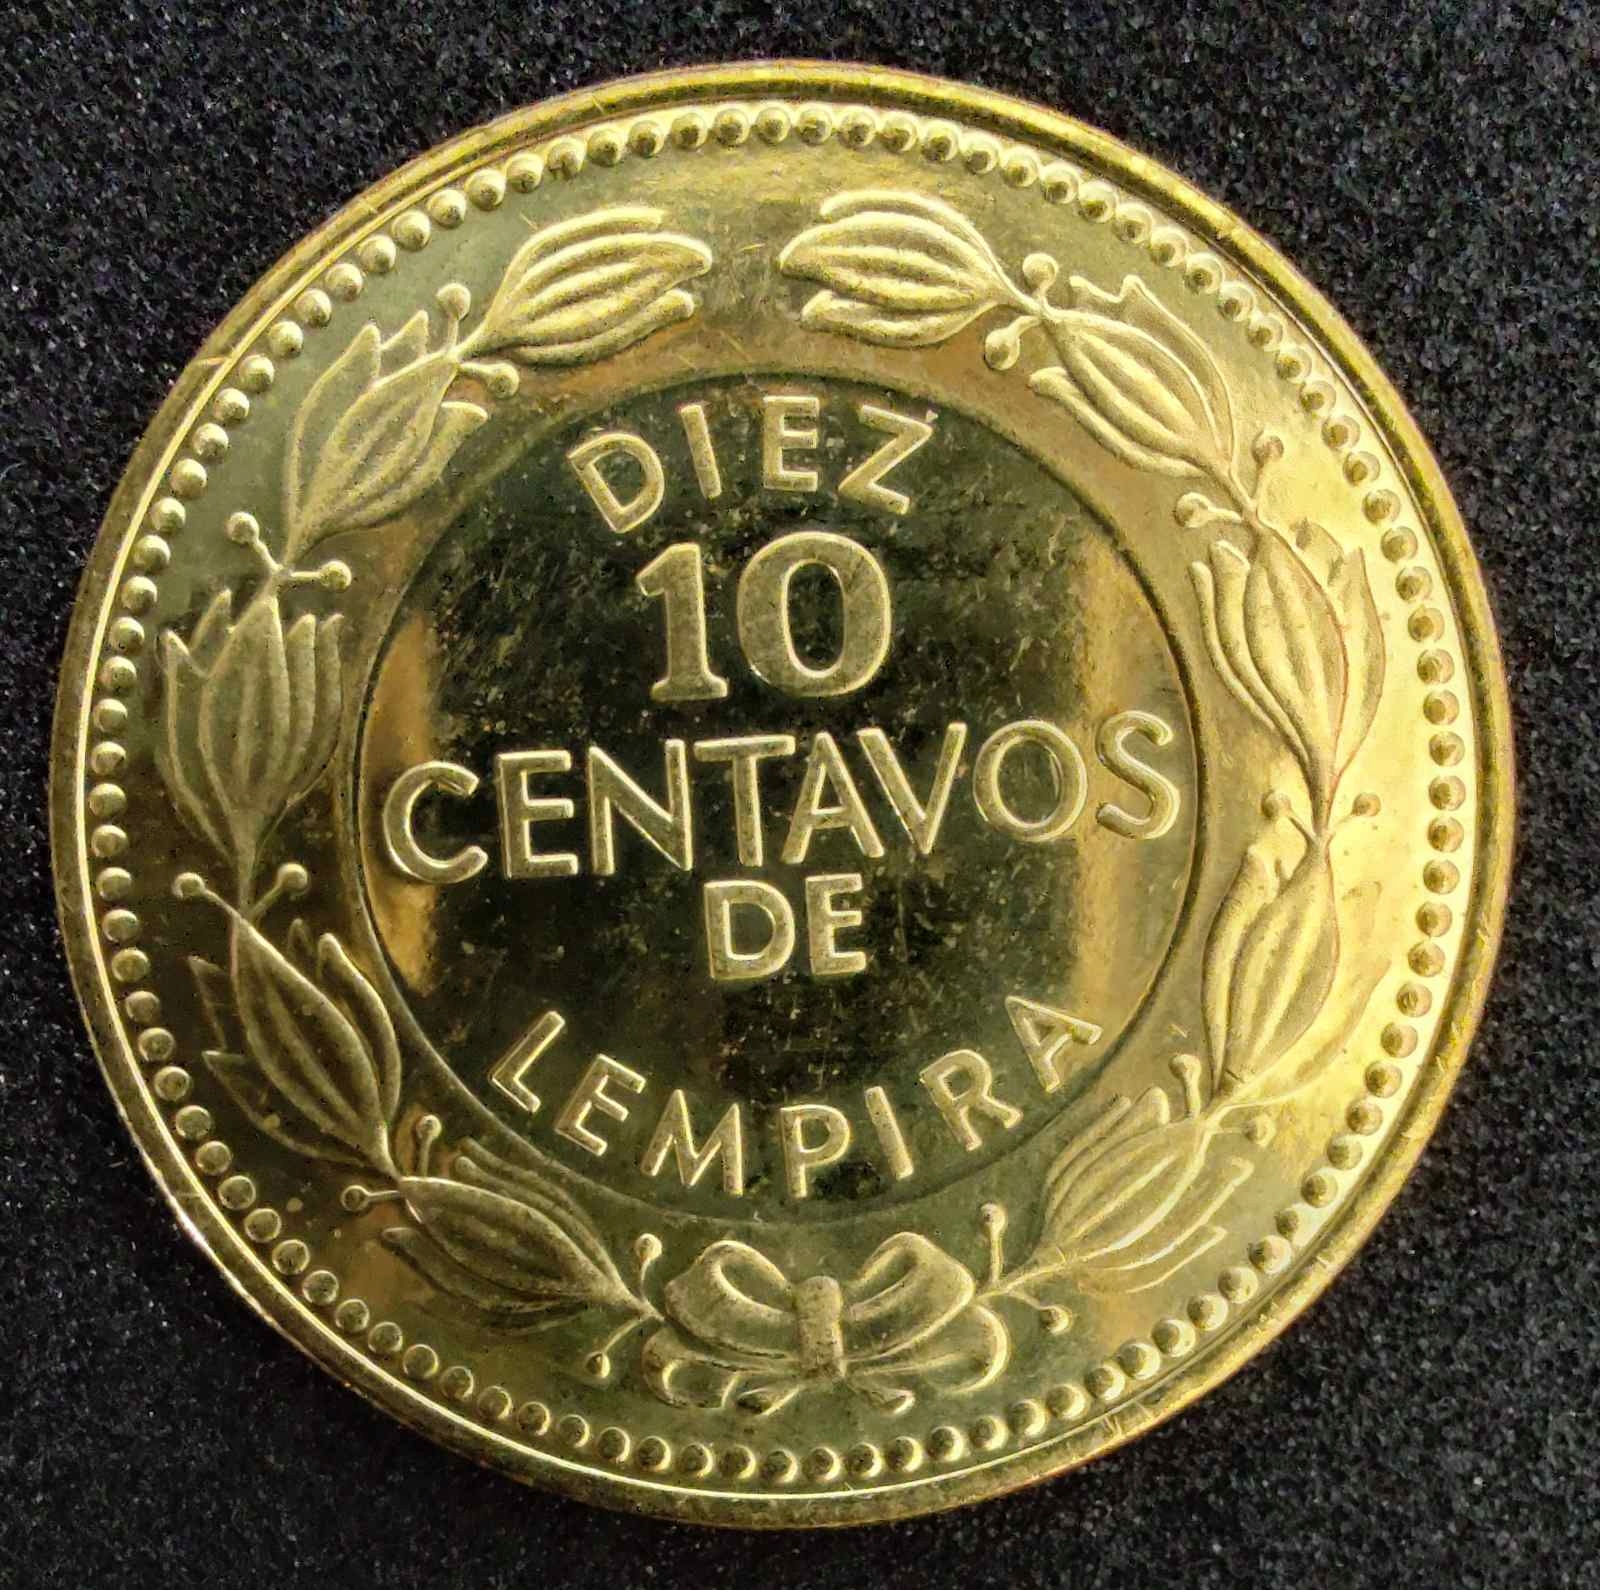 DIEZ
10
CENTAVOS
DE
LEMPIRA